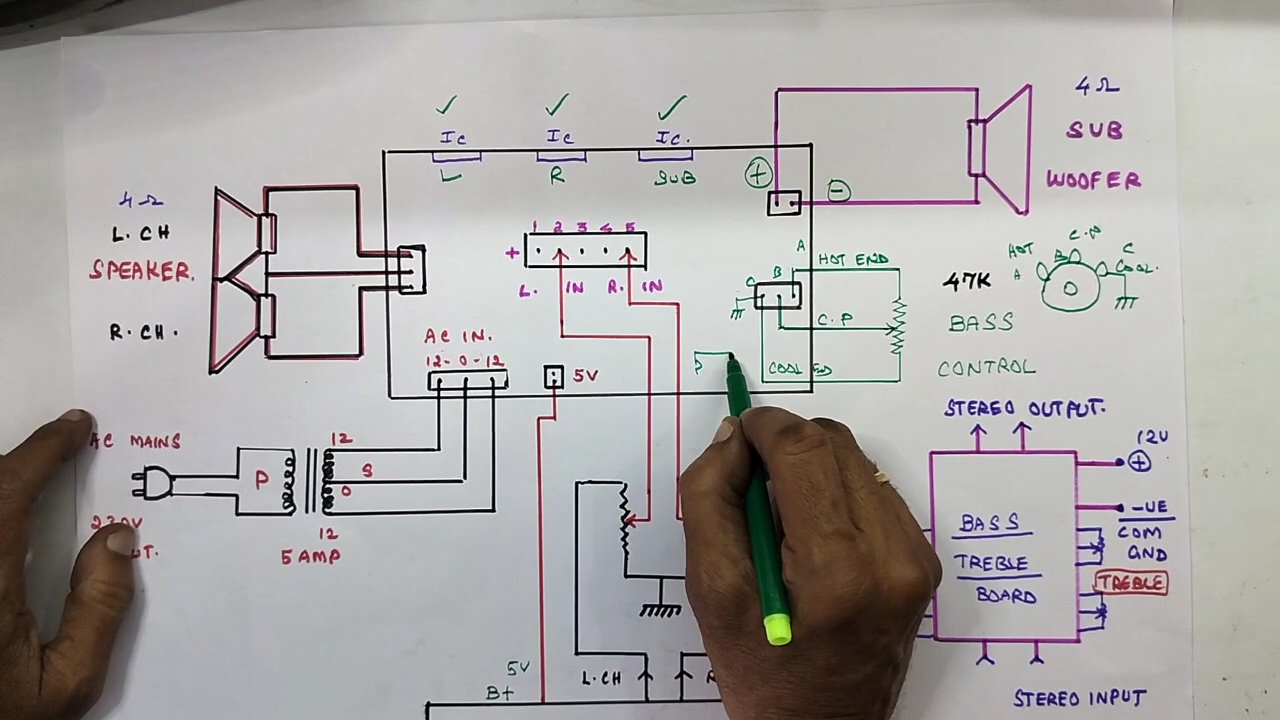 Ic Ic Ic.
L R SUB
+ -
4Ω
SUB
WOOFER
4Ω
L. CH
SPEAKER.
R. CH.
1 2 3 4 5
+
L. IN R. IN
A
B
C
HOT END
C.P
COOL END
47K
BASS
CONTROL
HOT
A
C.P
B
C
COOL.
AC IN.
12-0-12
5V
AC MAINS
230V
P
S
12
0
12
5 AMP
5V
B+
L.CH
R
STEREO OUTPUT.
12V
+
-VE
COM
GND
BASS
TREBLE
BOARD
TREBLE
STEREO INPUT